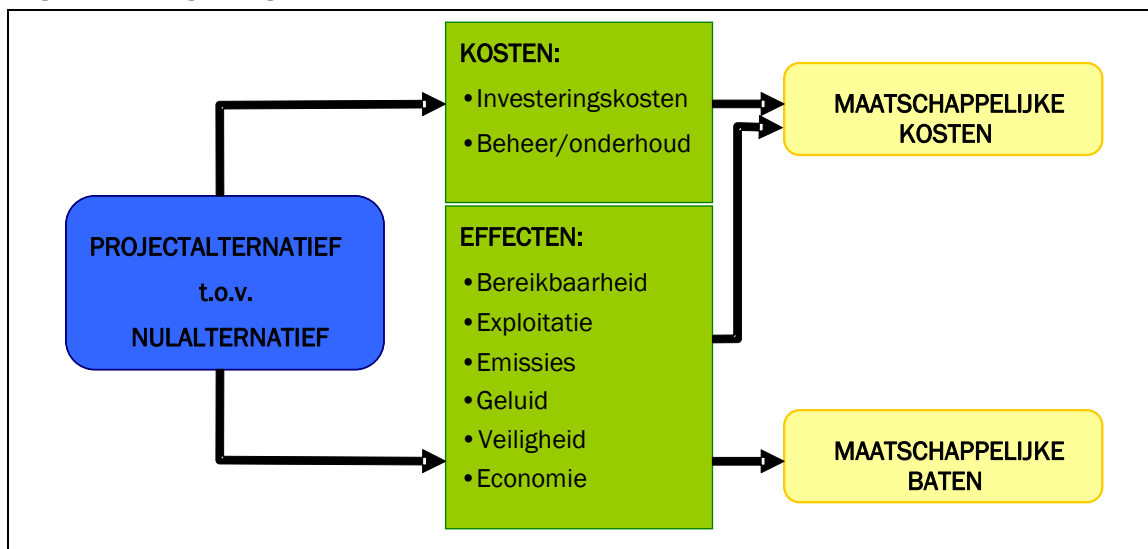 PROJECTALTERNATIEF
t.o.v.
NULALTERNATIEF
KOSTEN:
•Investeringskosten
•Beheer/onderhoud
EFFECTEN:
•Bereikbaarheid
•Exploitatie
•Emissies
•Geluid
•Veiligheid
•Economie
MAATSCHAPPELIJKE
KOSTEN
MAATSCHAPPELIJKE
BATEN